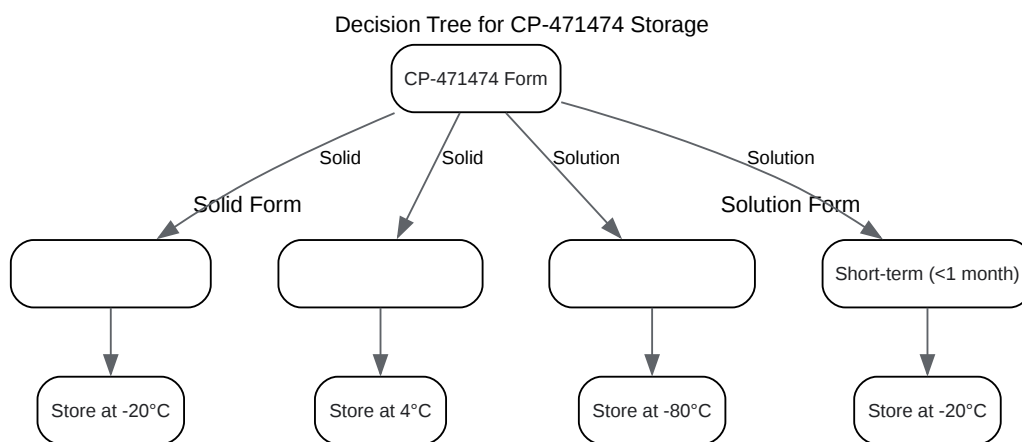 Decision Tree for CP-471474 Storage
CP-471474 Form
Solid
Solid
Solution
Solution
Solid Form
Solution Form
Short-term (<1 month)
Store at -20°C
Store at 4°C
Store at -80°C
Store at -20°C